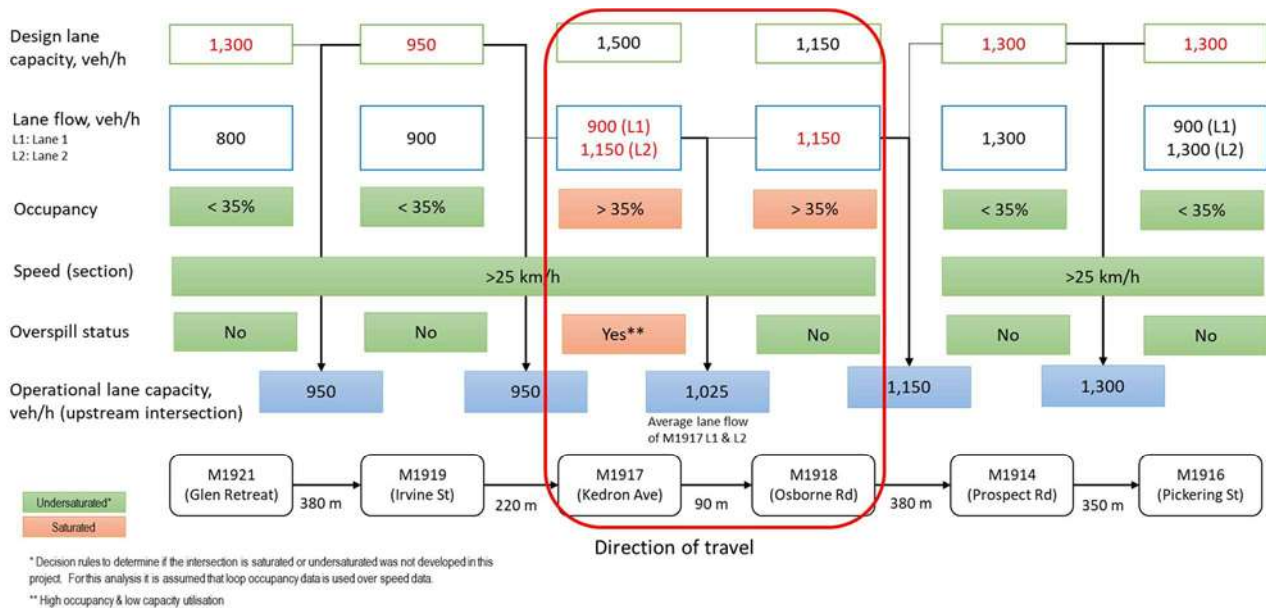 Design lane
capacity, veh/h
1,300
950
1,500
1,150
1,300
1,300
Lane flow, veh/h
L1: Lane 1
L2: Lane 2
800
900
900 (L1)
1,150 (L2)
1,150
1,300
900 (L1)
1,300 (L2)
Occupancy
< 35%
< 35%
> 35%
> 35%
< 35%
< 35%
Speed (section)
>25 km/h
>25 km/h
Overspill status
No
No
Yes**
No
No
No
Operational lane capacity,
veh/h (upstream intersection)
950
950
1,025
1,150
1,300
Average lane flow
of M1917 L1 & L2
M1921
(Glen Retreat)
380 m
M1919
(Irvine St)
220 m
M1917
(Kedron Ave)
90 m
M1918
(Osborne Rd)
380 m
M1914
(Prospect Rd)
350 m
M1916
(Pickering St)
Undersaturated*
Saturated
Direction of travel
* Decision rules to determine if the intersection is saturated or undersaturated was not developed in this
project. For this analysis it is assumed that loop occupancy data is used over speed data.
** High occupancy & low capacity utilisation